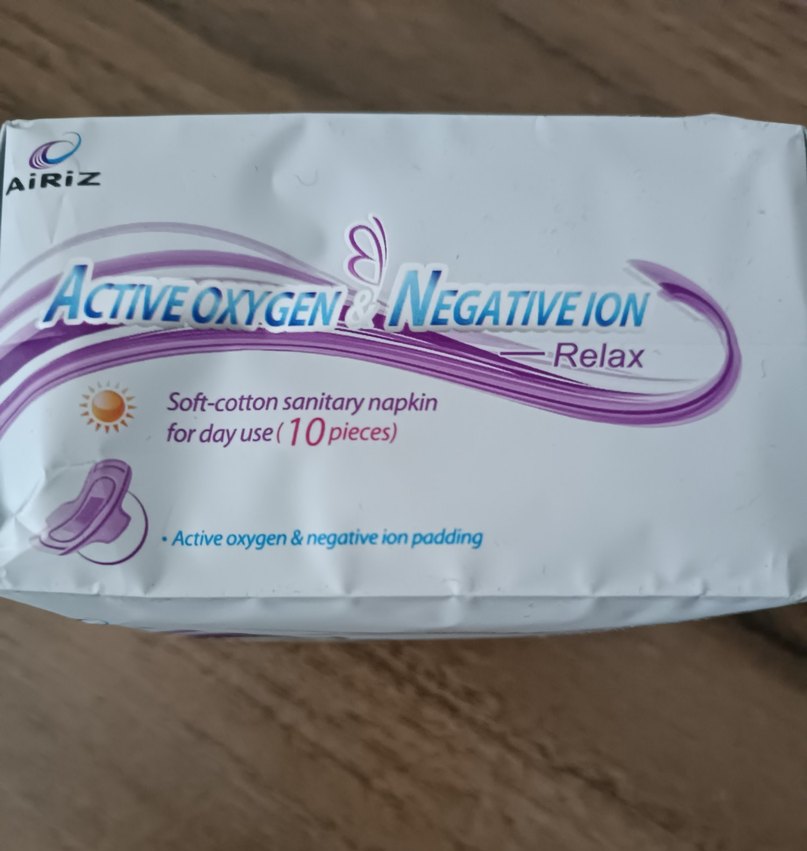 AiRiZ
ACTIVE OXYGEN & NEGATIVE ION
—Relax
Soft-cotton sanitary napkin
for day use (10 pieces)
• Active oxygen & negative ion padding